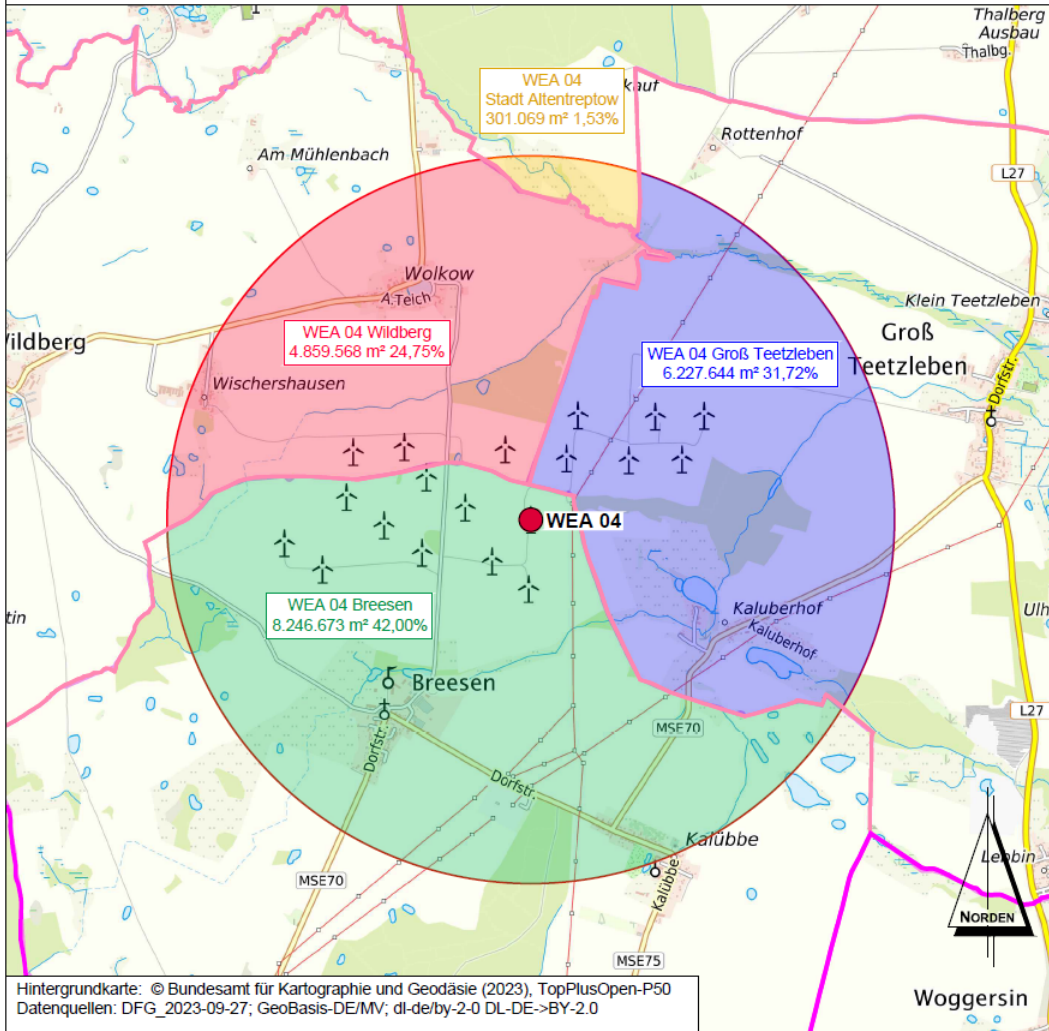 Thalberg
Ausbau
Thalbg.
WEA 04
Stadt Altentreptow
301.069 m² 1,53%
kauf
Rottenhof
Am Mühlenbach
L27
Wolkow
A.Teich
Klein Teetzleben
WEA 04 Wildberg
4.859.568 m² 24,75%
Wildberg
Groß
Teetzleben
WEA 04 Groß Teetzleben
6.227.644 m² 31,72%
Wischershausen
Dorfstr.
WEA 04
WEA 04 Breesen
8.246.673 m² 42,00%
Kaluberhof
Kaluberhof
tin
Ulh
Breesen
L27
MSE70
Dorfstr.
Dorfstr.
Kalübbe
Lebbin
MSE70
Kalübbe
NORDEN
MSE75
Hintergrundkarte: © Bundesamt für Kartographie und Geodäsie (2023), TopPlusOpen-P50
Datenquellen: DFG_2023-09-27; GeoBasis-DE/MV; dl-de/by-2-0 DL-DE->BY-2.0
Woggersin